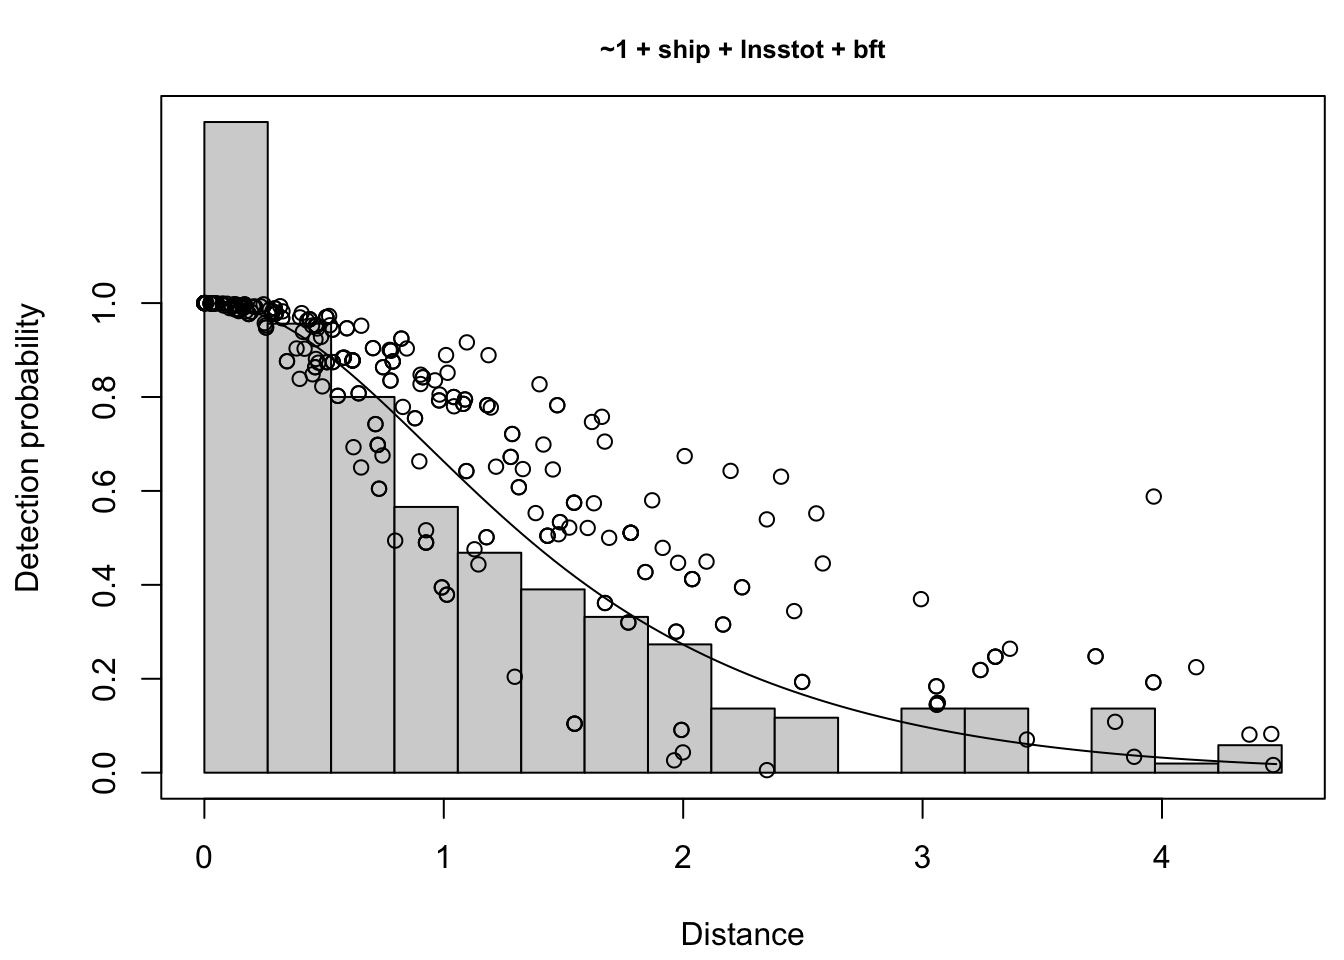 ~1 + ship + lnsstot + bft
Detection probability
1.0
0.8
0.6
0.4
0.2
0.0
0 1 2 3 4
Distance